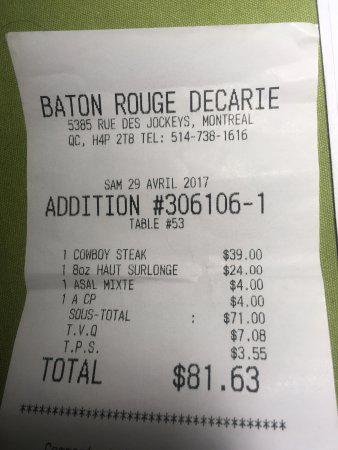 BATON ROUGE DECARIE
5385 RUE DES JOCKEYS, MONTREAL
QC, H4P 2T8 TEL: 514-738-1616
SAM 29 AVRIL 2017
ADDITION #306106-1
TABLE #53
1 COWBOY STEAK $39.00
1 8oz HAUT SURLONGE $24.00
1 ASAL MIXTE $4.00
1 A CP $4.00
SOUS-TOTAL : $71.00
T.V.Q $7.08
T.P.S. $3.55
TOTAL $81.63
************************************